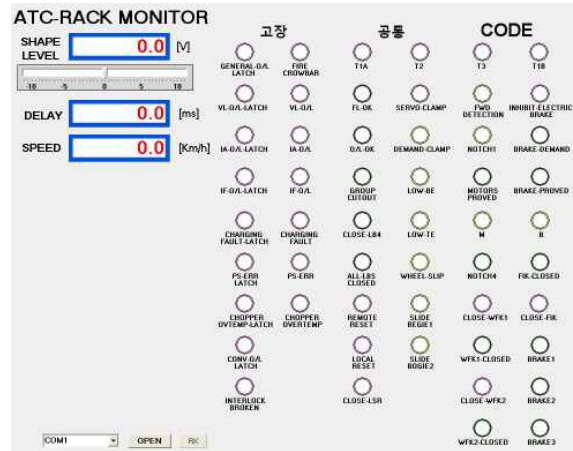 ATC-RACK MONITOR
고장 공통 CODE
SHAPE LEVEL 0.0 [V]
-10 -5 0 5 10
DELAY 0.0 [ms]
SPEED 0.0 [Km/h]
GENERAL-O/L LATCH FIRE CROWBAR T1A T2 T3 T1B
VL-O/L-LATCH VL-O/L FL-OK SERVO-CLAMP FWD DETECTION INHIBIT-ELECTRIC BRAKE
IA-O/L-LATCH IA-O/L O/L-OK DEMAND-CLAMP NOTCH1 BRAKE-DEMAND
IF-O/L-LATCH IF-O/L GROUP CUTOUT LOW-BE MOTORS PROVED BRAKE-PROVED
CHARGING FAULT-LATCH CHARGING FAULT CLOSE-LB4 LOW-TE M B
PS-ERR LATCH PS-ERR ALL-LBS CLOSED WHEEL-SLIP NOTCH4 FIK-CLOSED
CHOPPER OVTEMP-LATCH CHOPPER OVERTEMP REMOTE RESET SLIDE BEGIE1 CLOSE-WFK1 CLOSE-FIK
CONV-O/L LATCH LOCAL RESET SLIDE BOGIE2 WFK1-CLOSED BRAKE1
INTERLOCK BROKEN CLOSE-LSR CLOSE-WFK2 BRAKE2
WFK2-CLOSED BRAKE3
COM1 OPEN RX